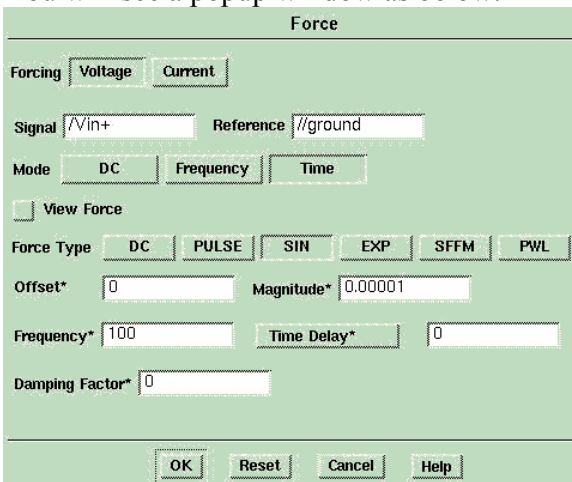 Force
Forcing Voltage Current
Signal /Vin+ Reference //ground
Mode DC Frequency Time
View Force
Force Type DC PULSE SIN EXP SFFM PWL
Offset* 0 Magnitude* 0.00001
Frequency* 100 Time Delay* 0
Damping Factor* 0
OK Reset Cancel Help